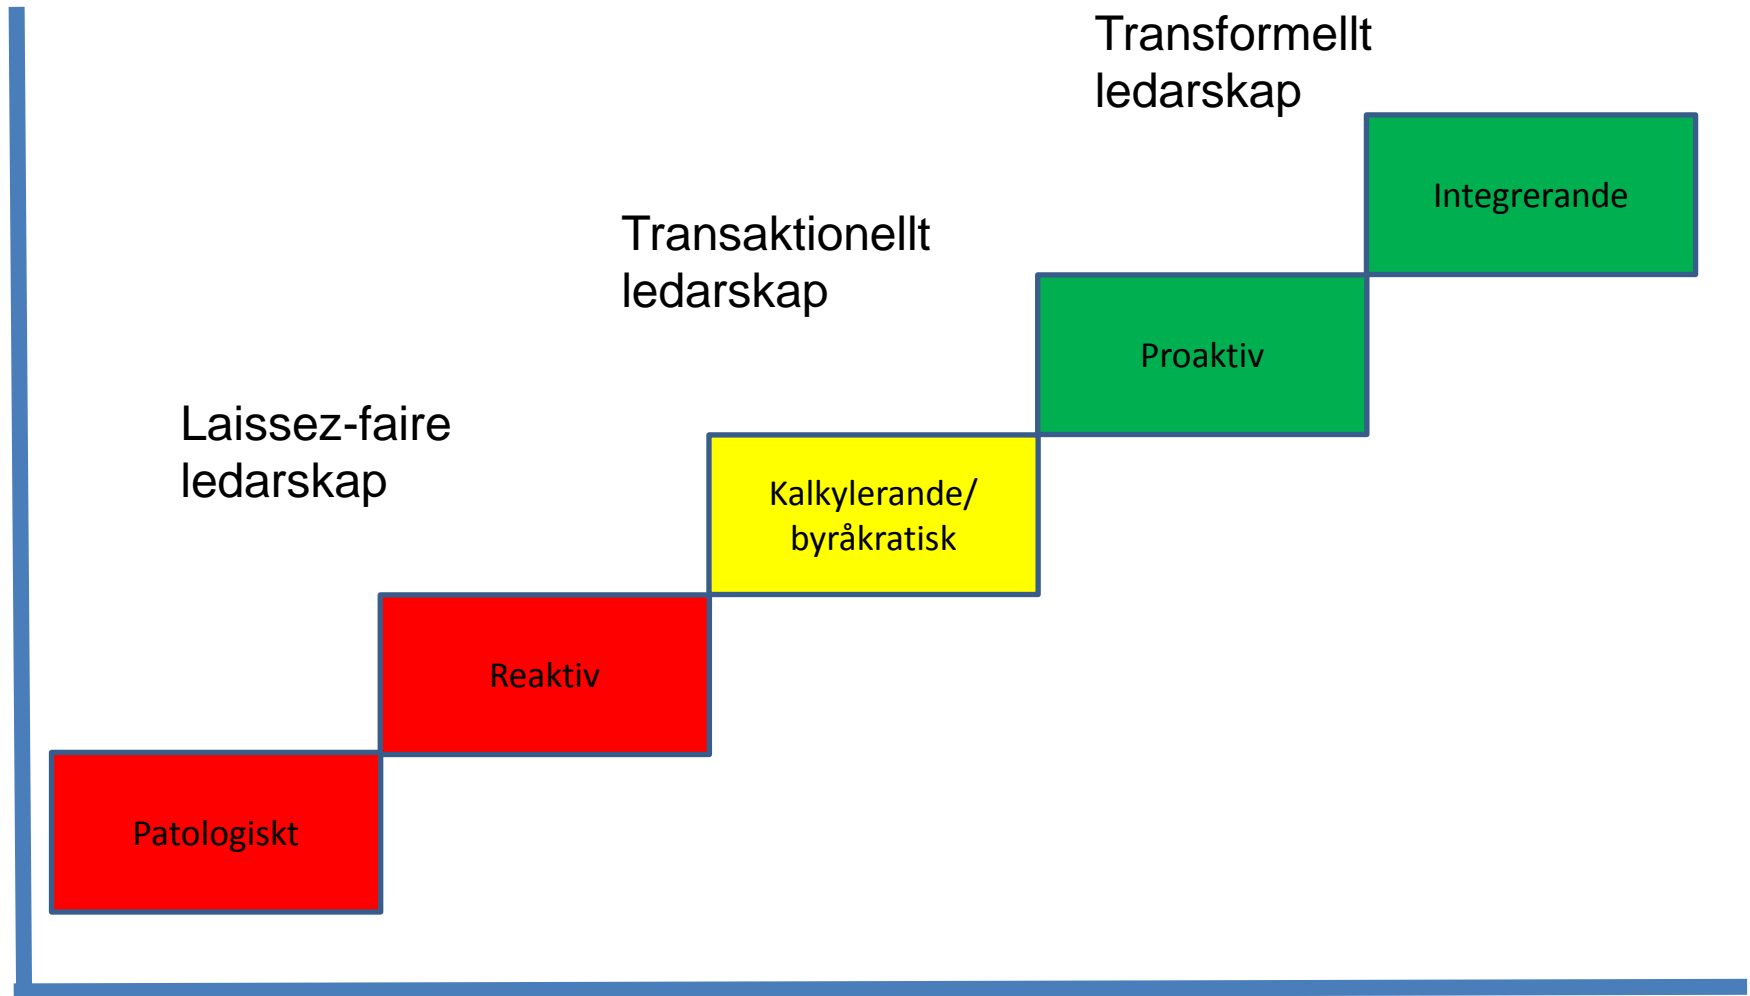 Transformellt
ledarskap
Integrerande
Transaktionellt
ledarskap
Proaktiv
Laissez-faire
ledarskap
Kalkylerande/
byråkratisk
Reaktiv
Patologiskt